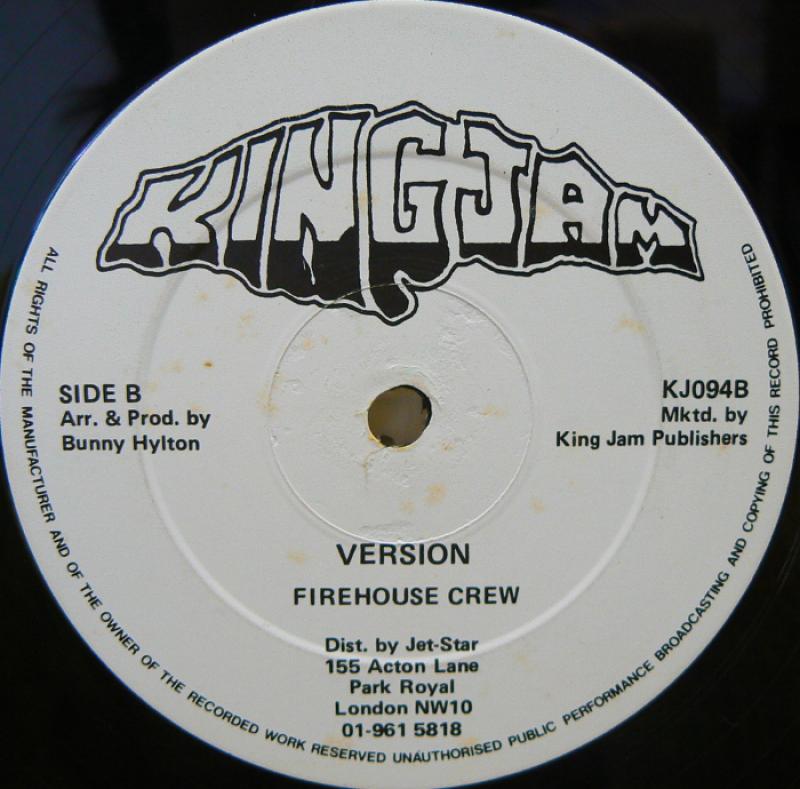 KING JAM
SIDE B
Arr. & Prod. by
Bunny Hylton
KJ094B
Mktd. by
King Jam Publishers
VERSION
FIREHOUSE CREW
Dist. by Jet-Star
155 Acton Lane
Park Royal
London NW10
01-961 5818
ALL RIGHTS OF THE MANUFACTURER AND OF THE OWNER OF THE RECORDED WORK RESERVED UNAUTHORISED PUBLIC PERFORMANCE BROADCASTING AND COPYING OF THIS RECORD PROHIBITED